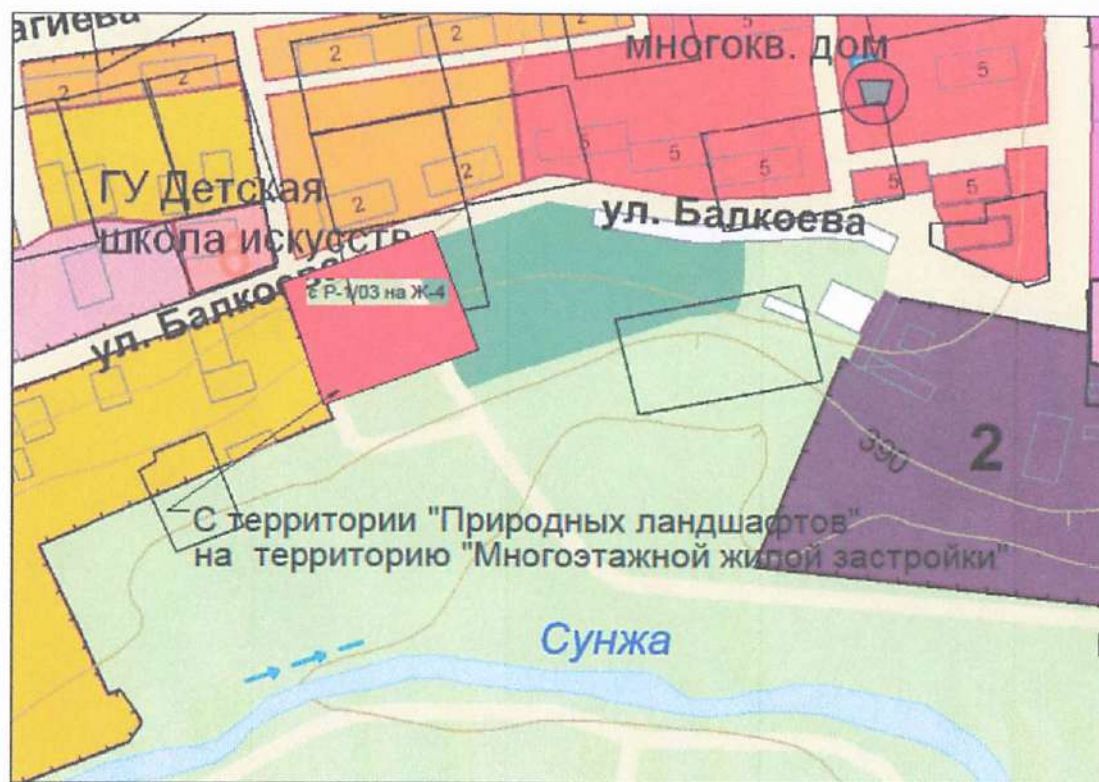 агиева
многокв. дом
2
2
2
2
5
5
ГУ Детская
школа искусств
2
2
5
5
5
5
5
ул. Балкоева
ул. Балкоева
с Р-1/03 на Ж-4
390
2
С территории "Природных ландшафтов"
на территорию "Многоэтажной жилой застройки"
Сунжа